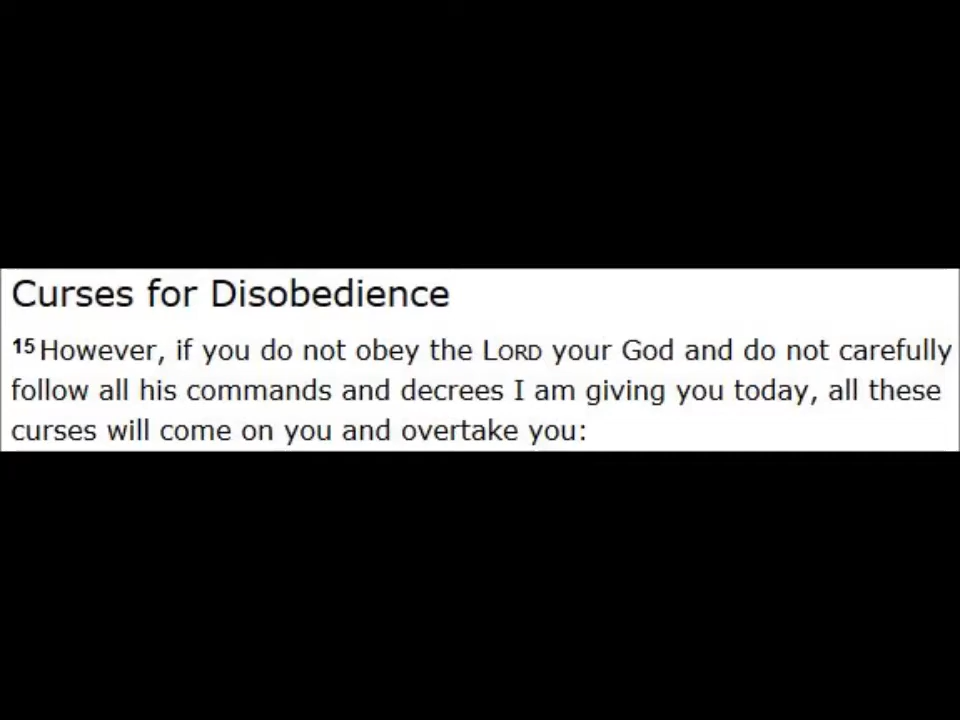 Curses for Disobedience
15 However, if you do not obey the LORD your God and do not carefully
follow all his commands and decrees I am giving you today, all these
curses will come on you and overtake you: